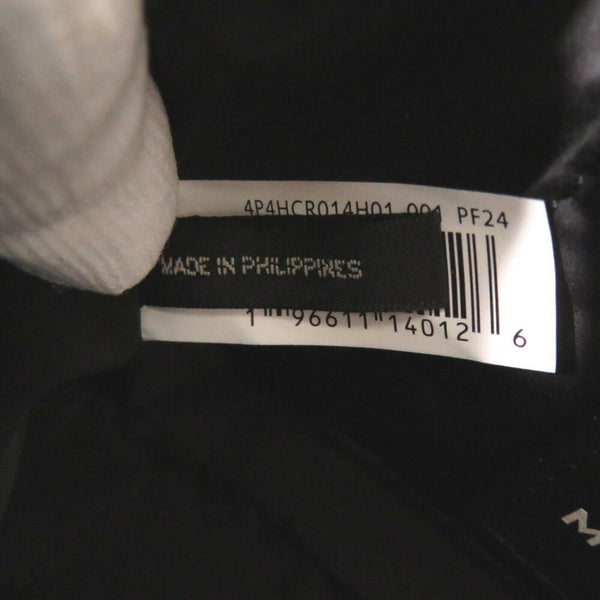 4P4HCR014H01 001 PF24
MADE IN PHILIPPINES
1 96611 14012 6
M